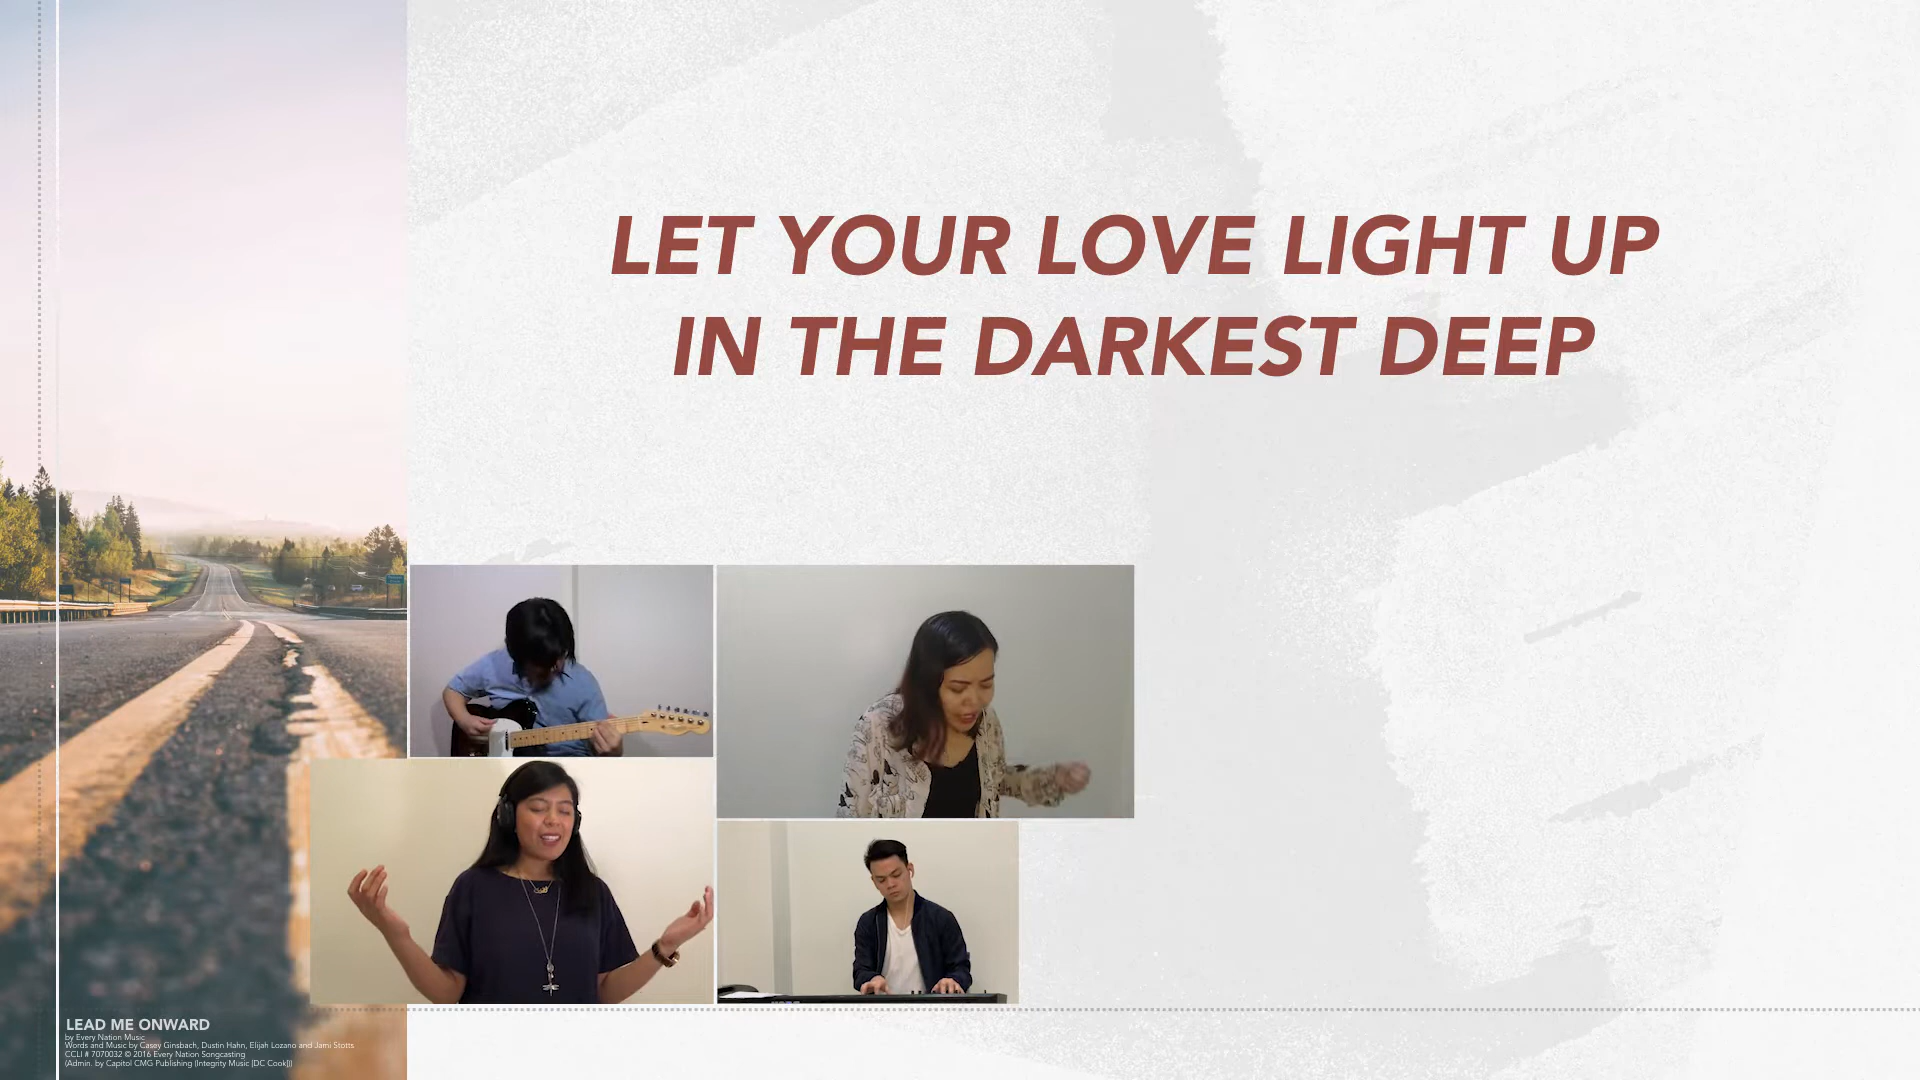 LET YOUR LOVE LIGHT UP
IN THE DARKEST DEEP
LEAD ME ONWARD
by Every Nation Music
Words and Music by Casey Ginsbach, Dustin Hahn, Elijah Lozano and Jami Stotts
CCLI # 7070032 © 2016 Every Nation Songcasting
(Admin. by Capitol CMG Publishing (Integrity Music [DC Cook]))